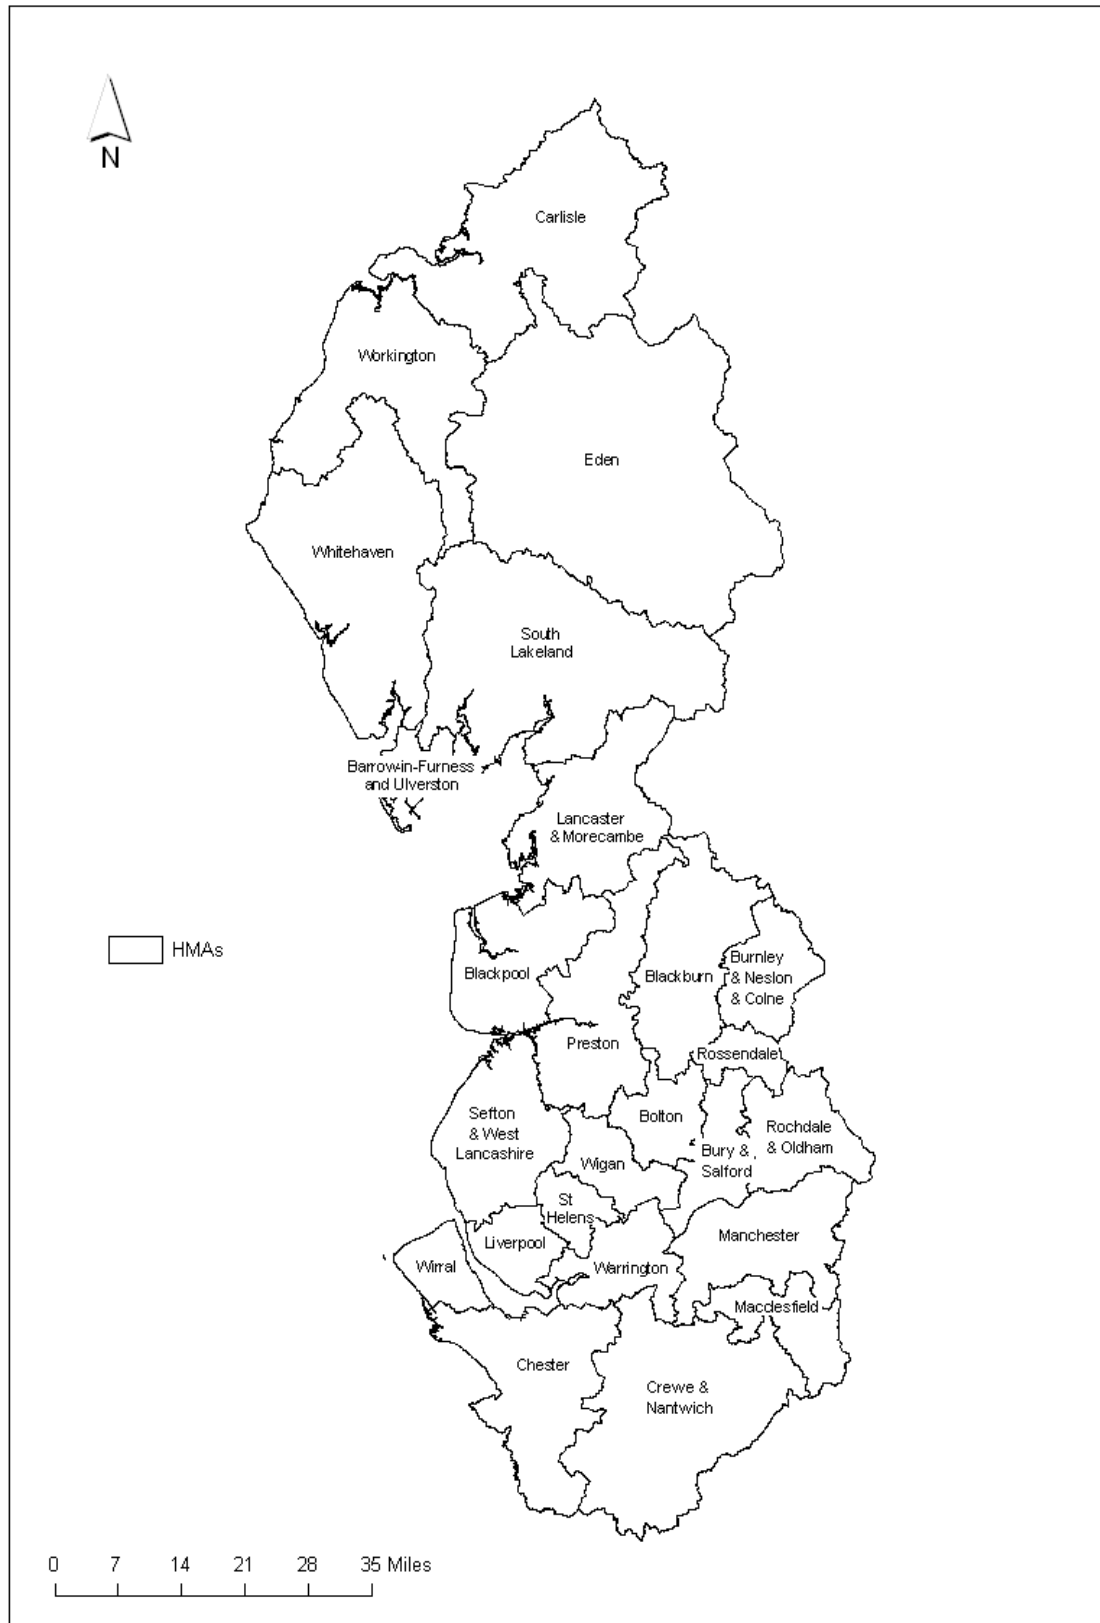 N
Carlisle
Workington
Eden
Whitehaven
South
Lakeland
Barrow-in-Furness
and Ulverston
Lancaster
& Morecambe
HMAs
Blackpool
Blackburn
Burnley
& Neslon
& Colne
Preston
Rossendale
Sefton
& West
Lancashire
Bolton
Rochdale
& Oldham
Bury &
Salford
Wigan
St
Helens
Liverpool
Manchester
Wirral
Warrington
Macclesfield
Chester
Crewe &
Nantwich
0 7 14 21 28 35 Miles